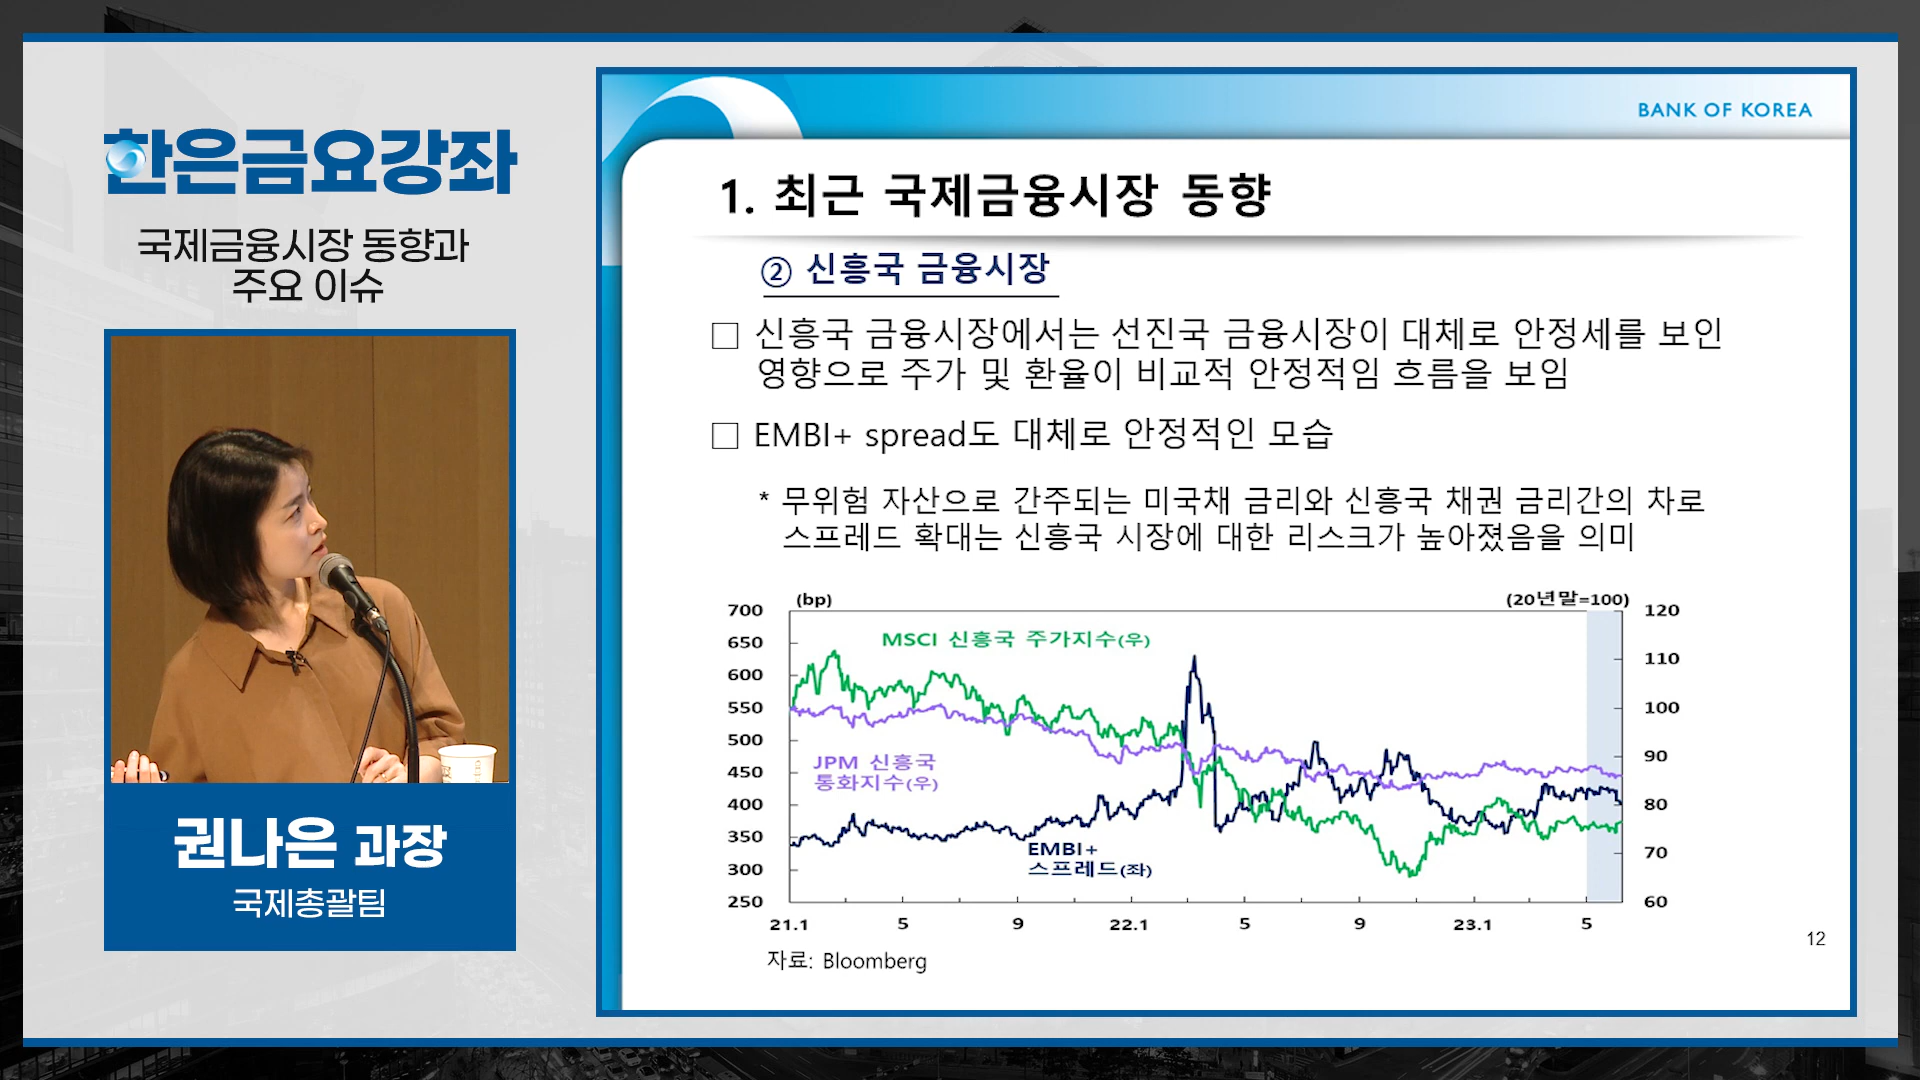 한은금요강좌
국제금융시장 동향과
주요 이슈
권나은 과장
국제총괄팀
BANK OF KOREA
1. 최근 국제금융시장 동향
② 신흥국 금융시장
□ 신흥국 금융시장에서는 선진국 금융시장이 대체로 안정세를 보인
영향으로 주가 및 환율이 비교적 안정적임 흐름을 보임
□ EMBI+ spread도 대체로 안정적인 모습
* 무위험 자산으로 간주되는 미국채 금리와 신흥국 채권 금리간의 차로
스프레드 확대는 신흥국 시장에 대한 리스크가 높아졌음을 의미
(bp) (20년말=100)
700 120
650
600 110
550 100
500
450 90
400 80
350
300 70
250 60
MSCI 신흥국 주가지수(우)
JPM 신흥국
통화지수(우)
EMBI+
스프레드(좌)
21.1 5 9 22.1 5 9 23.1 5
자료: Bloomberg
12